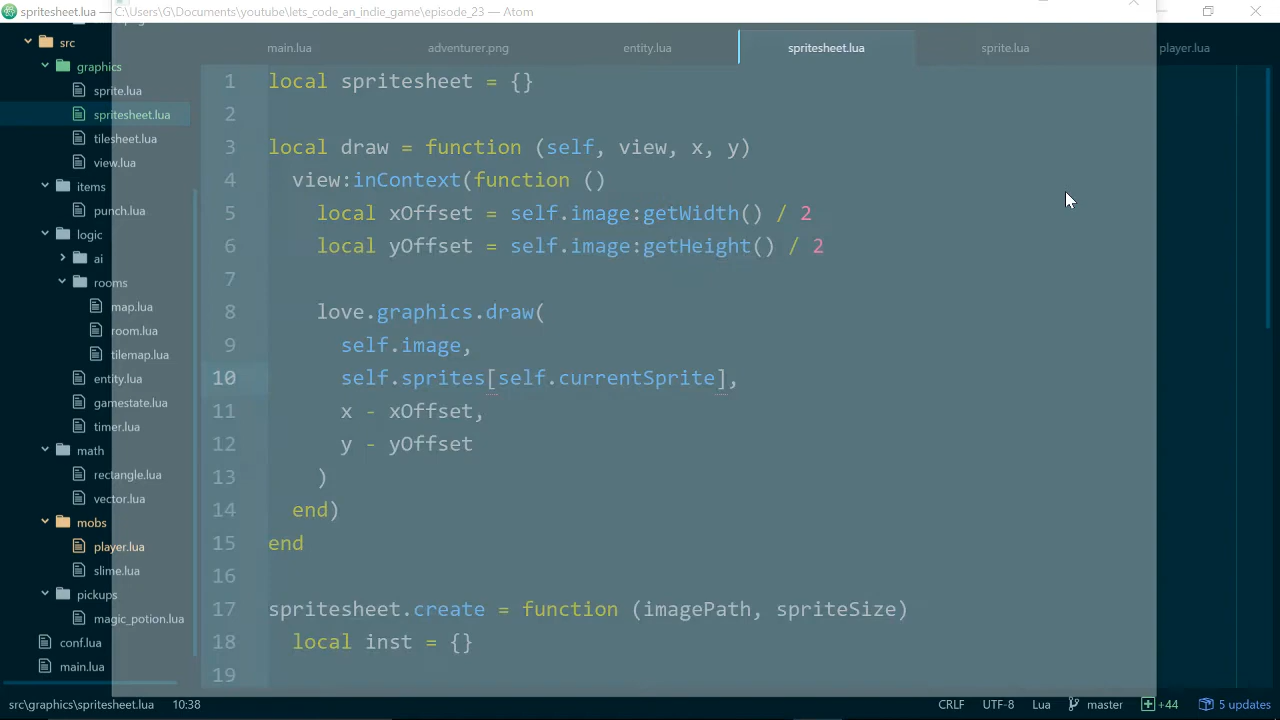 spritesheet.lua — C:\Users\G\Documents\youtube\lets_code_an_indie_game\episode_23 — Atom
main.lua
adventurer.png
entity.lua
spritesheet.lua
sprite.lua
player.lua
src
graphics
sprite.lua
spritesheet.lua
tilesheet.lua
view.lua
items
punch.lua
logic
ai
rooms
map.lua
room.lua
tilemap.lua
entity.lua
gamestate.lua
timer.lua
math
rectangle.lua
vector.lua
mobs
player.lua
slime.lua
pickups
magic_potion.lua
conf.lua
main.lua
1 local spritesheet = {}
2
3 local draw = function (self, view, x, y)
4 view:inContext(function ()
5 local xOffset = self.image:getWidth() / 2
6 local yOffset = self.image:getHeight() / 2
7
8 love.graphics.draw(
9 self.image,
10 self.sprites[self.currentSprite],
11 x - xOffset,
12 y - yOffset
13 )
14 end)
15 end
16
17 spritesheet.create = function (imagePath, spriteSize)
18 local inst = {}
19
src\graphics\spritesheet.lua 10:38 CRLF UTF-8 Lua master +44 5 updates